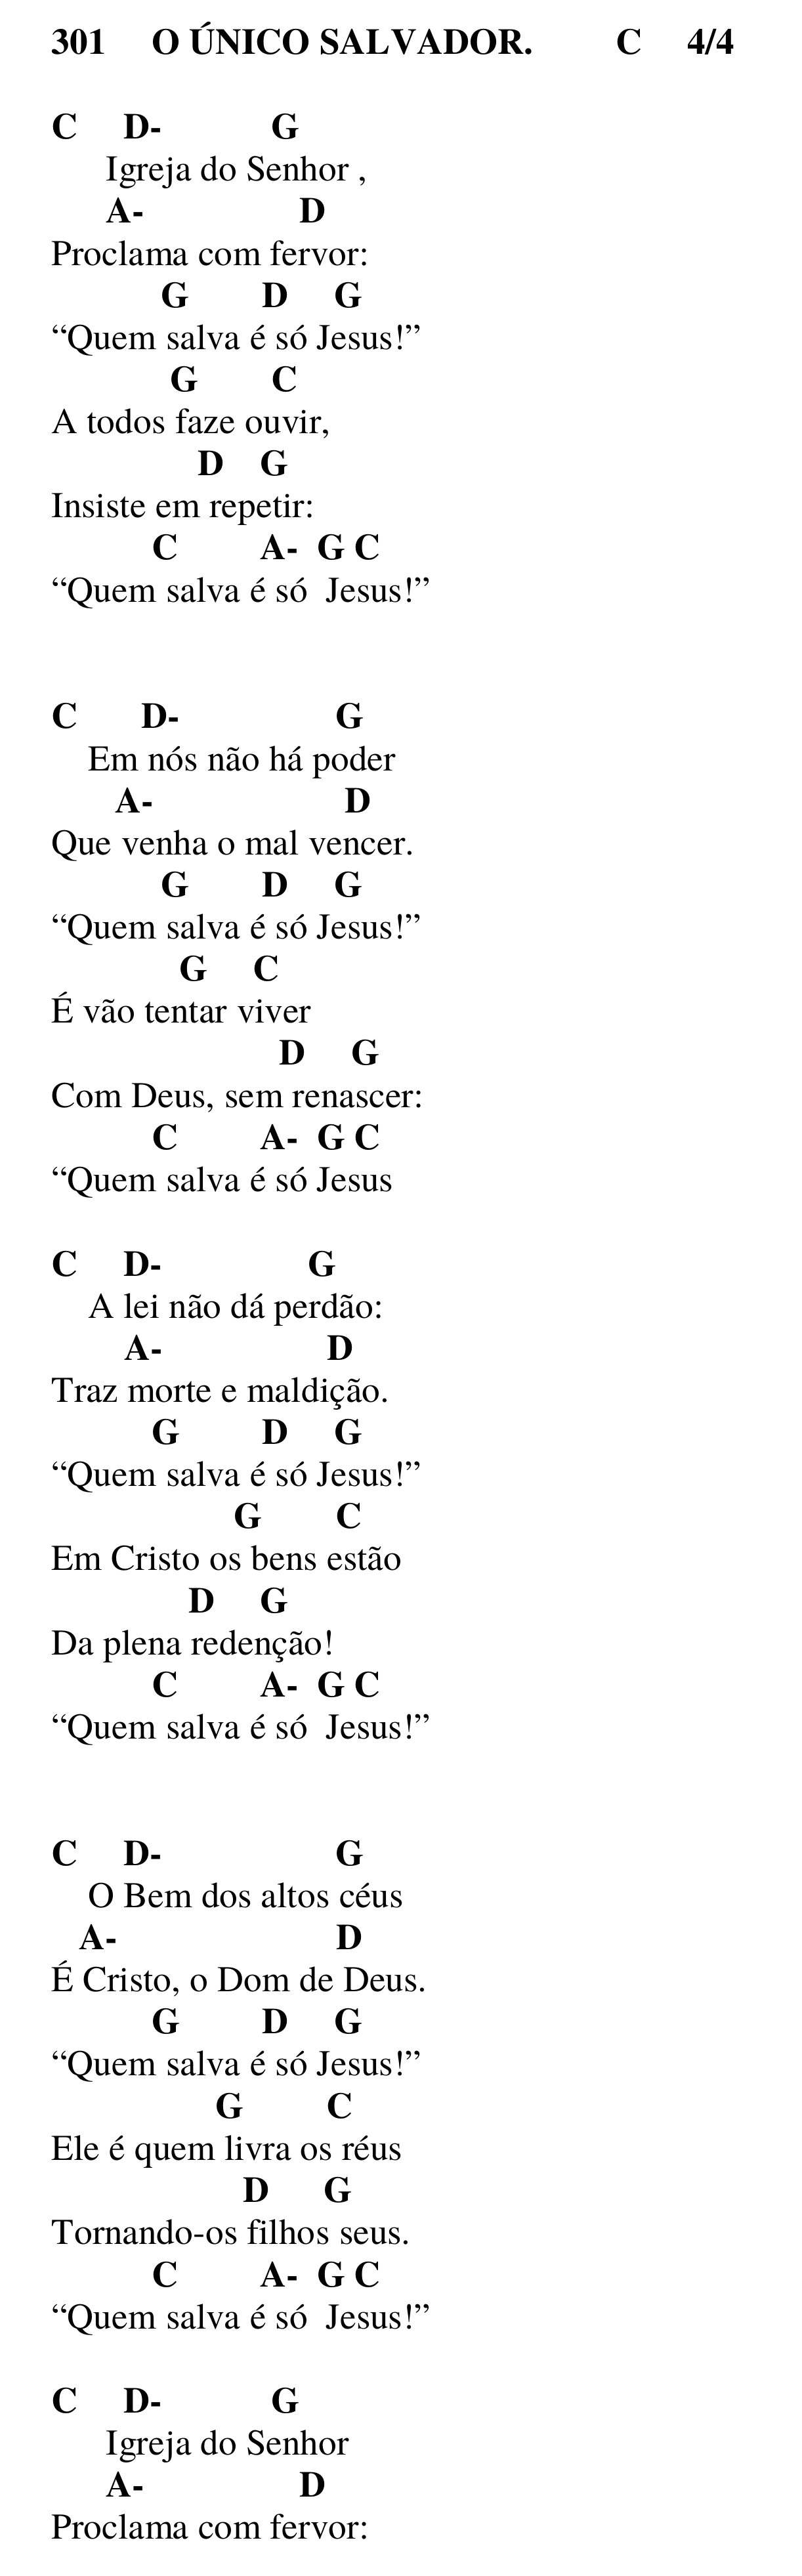 301 O ÚNICO SALVADOR. C 4/4
C D- G
Igreja do Senhor ,
A- D
Proclama com fervor:
G D G
“Quem salva é só Jesus!”
G C
A todos faze ouvir,
D G
Insiste em repetir:
C A- G C
“Quem salva é só Jesus!”
C D- G
Em nós não há poder
A- D
Que venha o mal vencer.
G D G
“Quem salva é só Jesus!”
G C
É vão tentar viver
D G
Com Deus, sem renascer:
C A- G C
“Quem salva é só Jesus
C D- G
A lei não dá perdão:
A- D
Traz morte e maldição.
G D G
“Quem salva é só Jesus!”
G C
Em Cristo os bens estão
D G
Da plena redenção!
C A- G C
“Quem salva é só Jesus!”
C D- G
O Bem dos altos céus
A- D
É Cristo, o Dom de Deus.
G D G
“Quem salva é só Jesus!”
G C
Ele é quem livra os réus
D G
Tornando-os filhos seus.
C A- G C
“Quem salva é só Jesus!”
C D- G
Igreja do Senhor
A- D
Proclama com fervor: